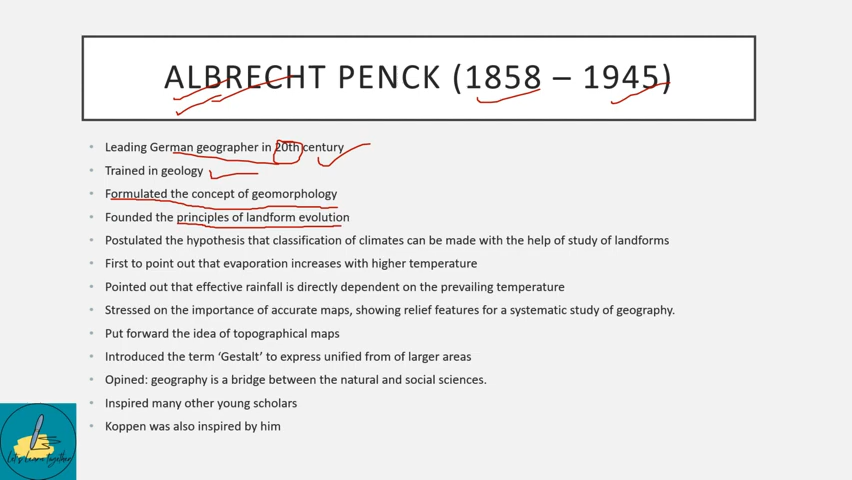 ALBRECHT PENCK (1858 – 1945)
• Leading German geographer in 20th century
• Trained in geology
• Formulated the concept of geomorphology
• Founded the principles of landform evolution
• Postulated the hypothesis that classification of climates can be made with the help of study of landforms
• First to point out that evaporation increases with higher temperature
• Pointed out that effective rainfall is directly dependent on the prevailing temperature
• Stressed on the importance of accurate maps, showing relief features for a systematic study of geography.
• Put forward the idea of topographical maps
• Introduced the term ‘Gestalt’ to express unified from of larger areas
• Opined: geography is a bridge between the natural and social sciences.
• Inspired many other young scholars
• Koppen was also inspired by him
Let's learn together